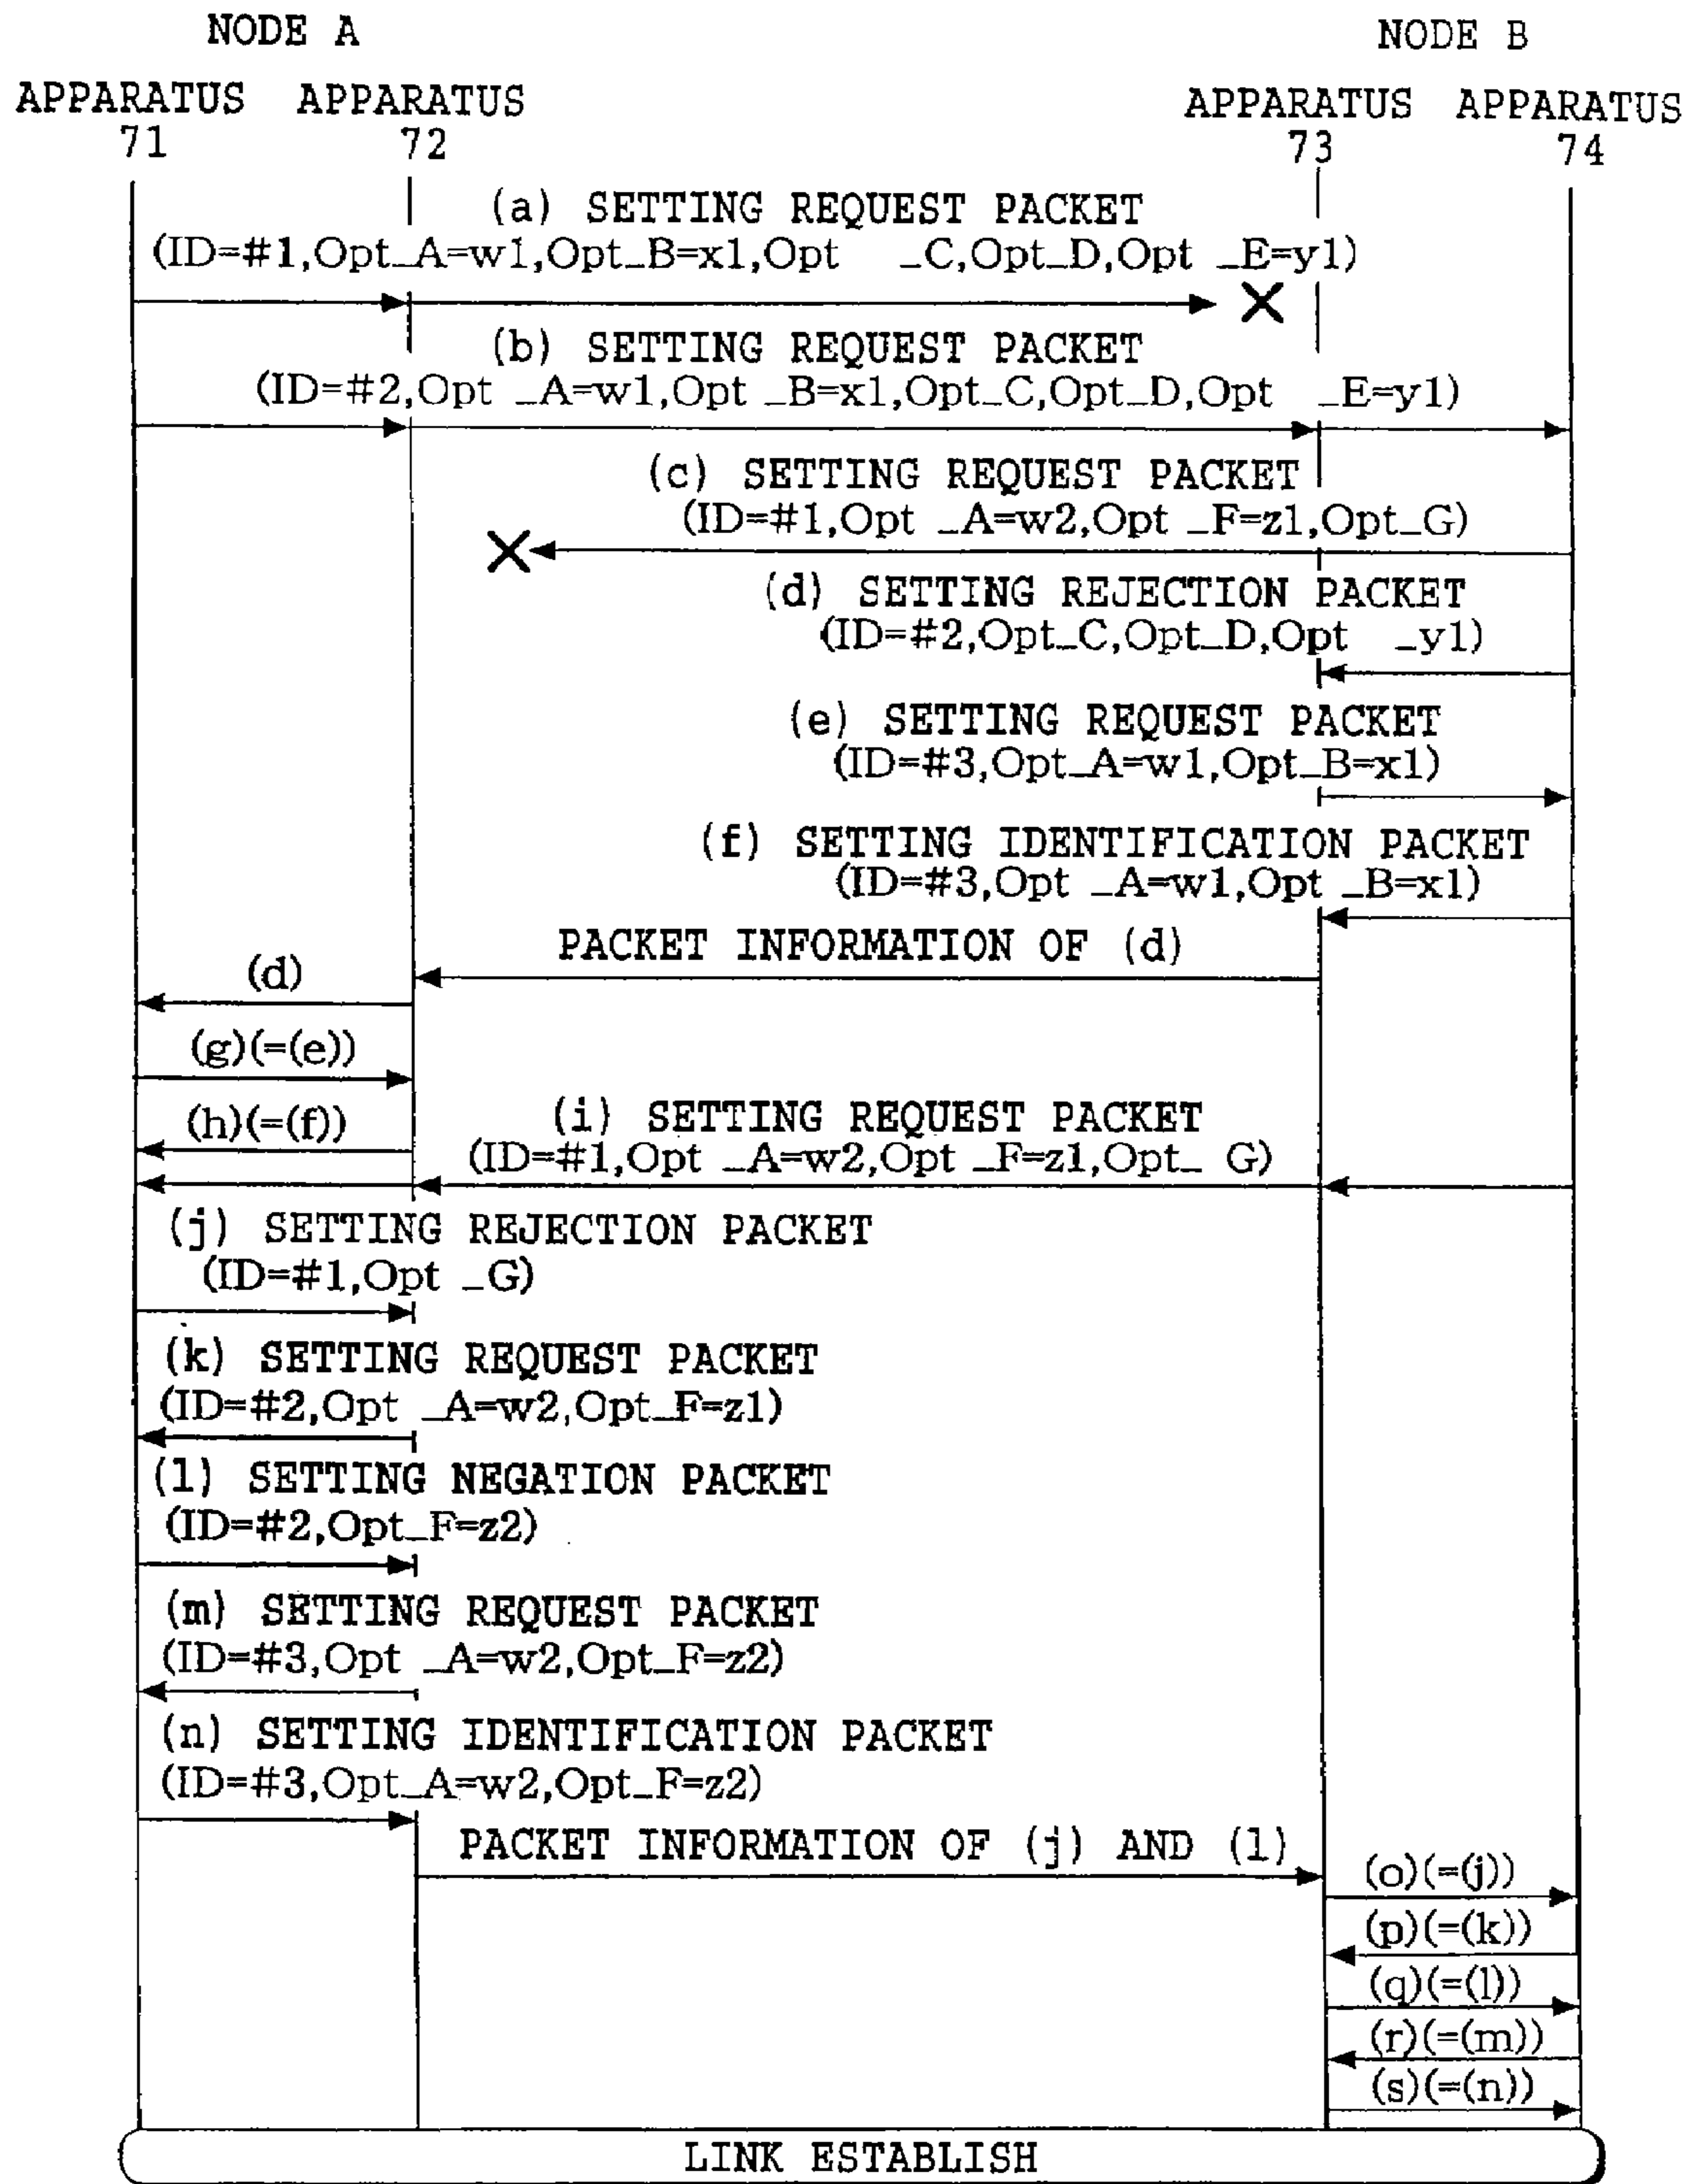 NODE A NODE B
APPARATUS APPARATUS APPARATUS APPARATUS
71 72 73 74
(a) SETTING REQUEST PACKET
(ID=#1,Opt_A=w1,Opt_B=x1,Opt _C,Opt_D,Opt _E=y1)
(b) SETTING REQUEST PACKET
(ID=#2,Opt _A=w1,Opt _B=x1,Opt_C,Opt_D,Opt _E=y1)
(c) SETTING REQUEST PACKET
(ID=#1,Opt _A=w2,Opt _F=z1,Opt_G)
(d) SETTING REJECTION PACKET
(ID=#2,Opt_C,Opt_D,Opt _y1)
(e) SETTING REQUEST PACKET
(ID=#3,Opt_A=w1,Opt_B=x1)
(f) SETTING IDENTIFICATION PACKET
(ID=#3,Opt _A=w1,Opt _B=x1)
PACKET INFORMATION OF (d)
(d)
(g)(=(e))
(h)(=(f))
(i) SETTING REQUEST PACKET
(ID=#1,Opt _A=w2,Opt _F=z1,Opt_ G)
(j) SETTING REJECTION PACKET
(ID=#1,Opt _G)
(k) SETTING REQUEST PACKET
(ID=#2,Opt _A=w2,Opt_F=z1)
(l) SETTING NEGATION PACKET
(ID=#2,Opt_F=z2)
(m) SETTING REQUEST PACKET
(ID=#3,Opt _A=w2,Opt_F=z2)
(n) SETTING IDENTIFICATION PACKET
(ID=#3,Opt_A=w2,Opt_F=z2)
PACKET INFORMATION OF (j) AND (l)
(o)(=(j))
(p)(=(k))
(q)(=(l))
(r)(=(m))
(s)(=(n))
LINK ESTABLISH